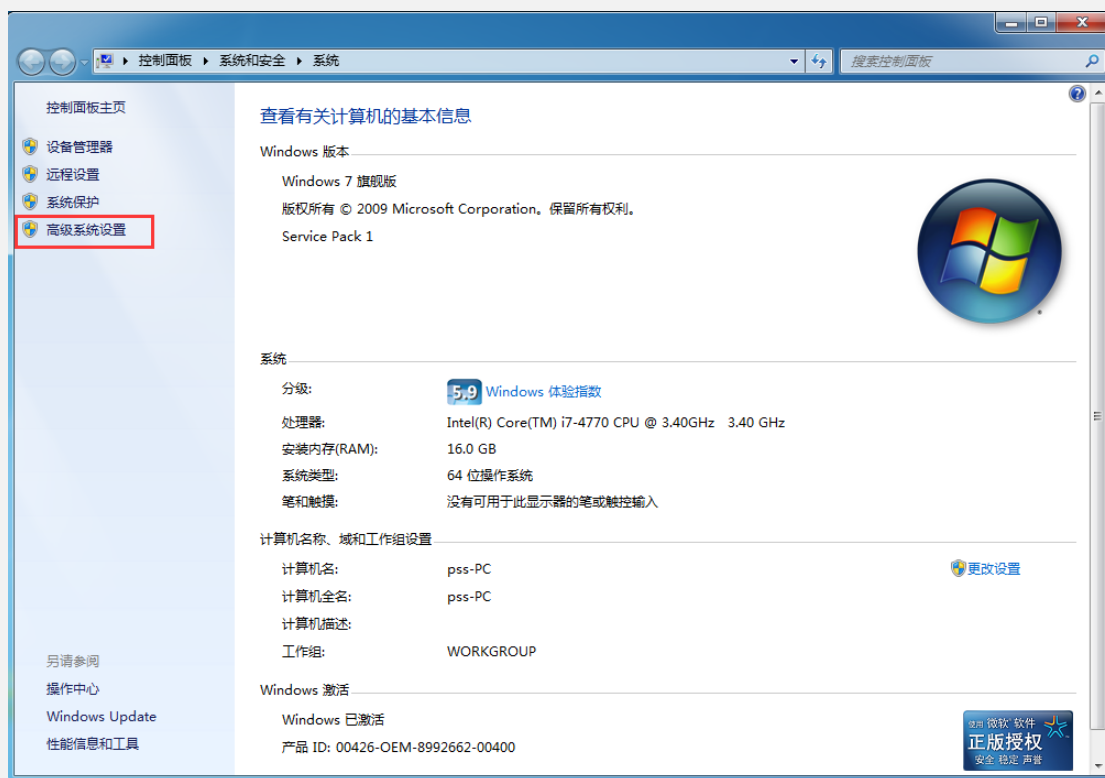 控制面板 系统和安全 系统 搜索控制面板
控制面板主页
设备管理器
远程设置
系统保护
高级系统设置
另请参阅
操作中心
Windows Update
性能信息和工具
查看有关计算机的基本信息
Windows 版本
Windows 7 旗舰版
版权所有 © 2009 Microsoft Corporation。保留所有权利。
Service Pack 1
系统
分级: 5.9 Windows 体验指数
处理器: Intel(R) Core(TM) i7-4770 CPU @ 3.40GHz 3.40 GHz
安装内存(RAM): 16.0 GB
系统类型: 64 位操作系统
笔和触摸: 没有可用于此显示器的笔或触控输入
计算机名称、域和工作组设置
计算机名: pss-PC 更改设置
计算机全名: pss-PC
计算机描述:
工作组: WORKGROUP
Windows 激活
Windows 已激活
产品 ID: 00426-OEM-8992662-00400
使用 微软 软件
正版授权
安全 稳定 声誉